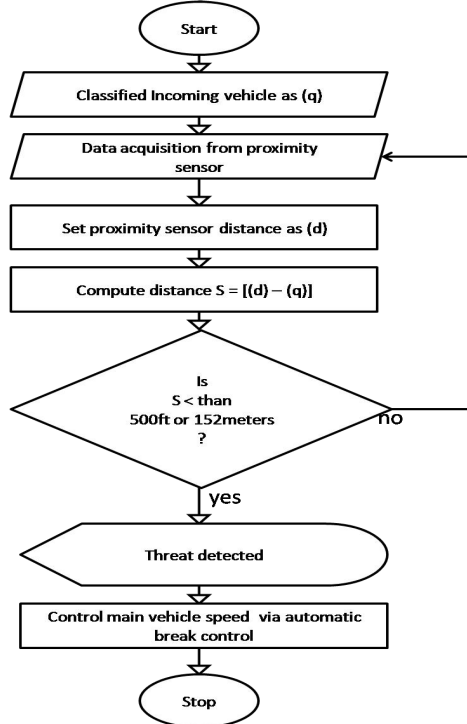 Start
Classified Incoming vehicle as (q)
Data acquisition from proximity
sensor
Set proximity sensor distance as (d)
Compute distance S = [(d) – (q)]
Is
S < than
500ft or 152meters
?
no
yes
Threat detected
Control main vehicle speed via automatic
break control
Stop